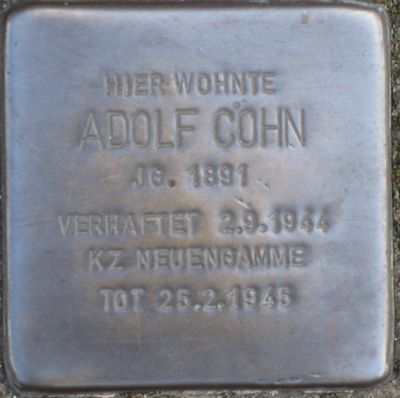 HIER WOHNTE
ADOLF COHN
JG. 1891
VERHAFTET 2.9.1944
KZ NEUENGAMME
TOT 25.2.1945